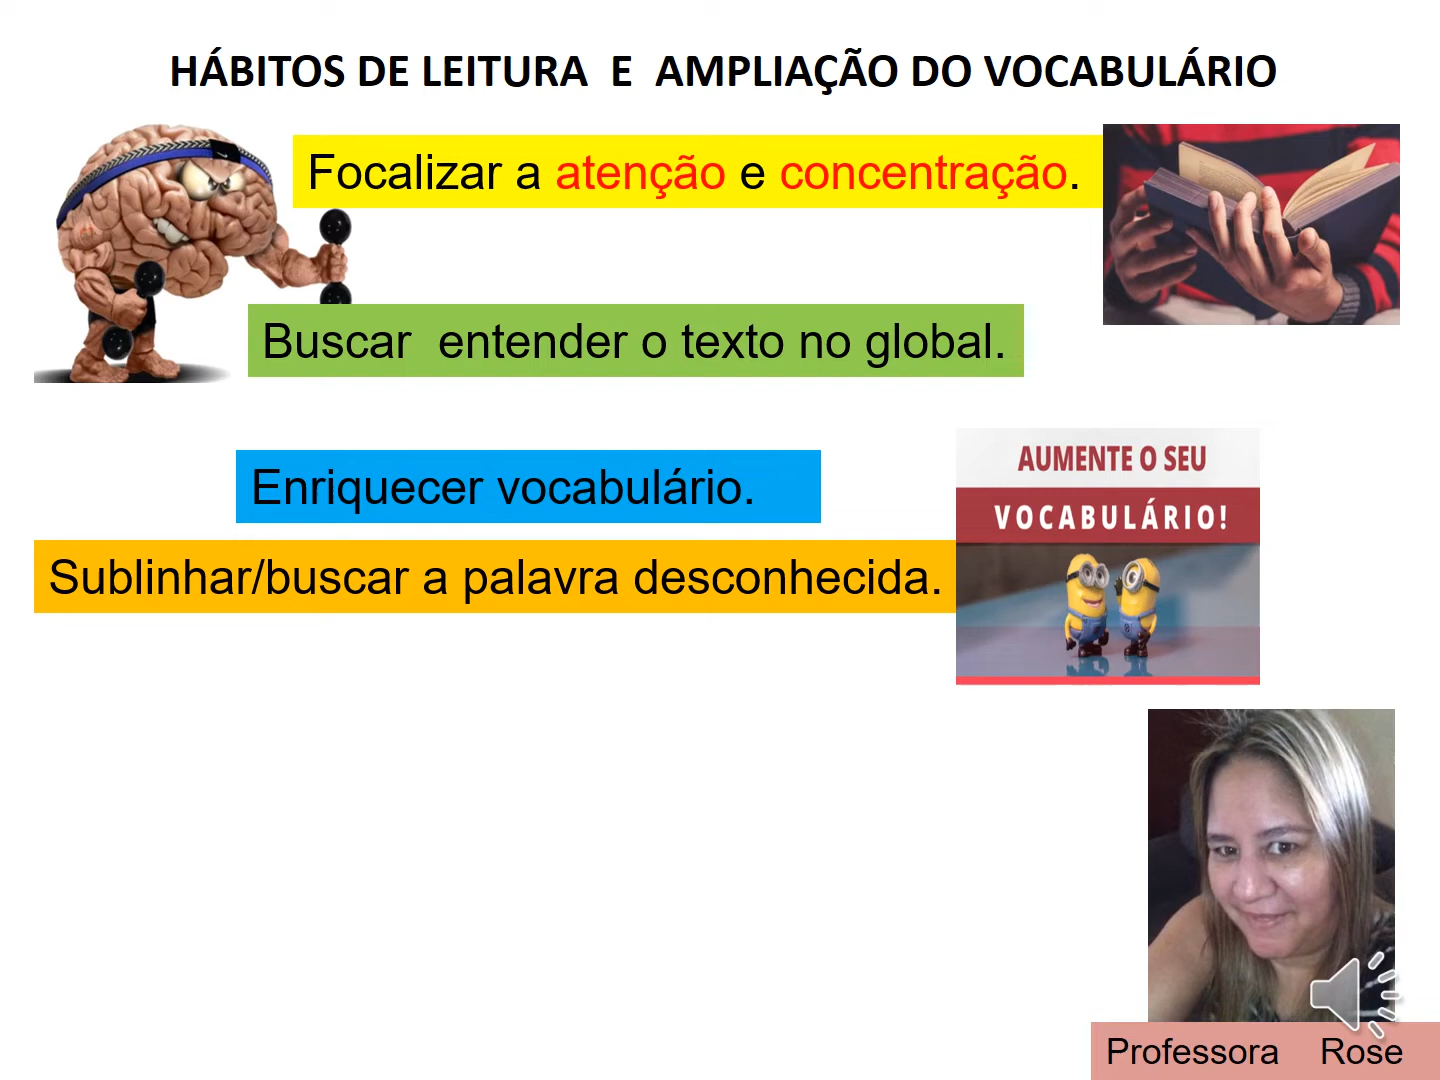 HÁBITOS DE LEITURA E AMPLIAÇÃO DO VOCABULÁRIO
Focalizar a atenção e concentração.
Buscar entender o texto no global.
Enriquecer vocabulário.
Sublinhar/buscar a palavra desconhecida.
AUMENTE O SEU
VOCABULÁRIO!
Professora Rose